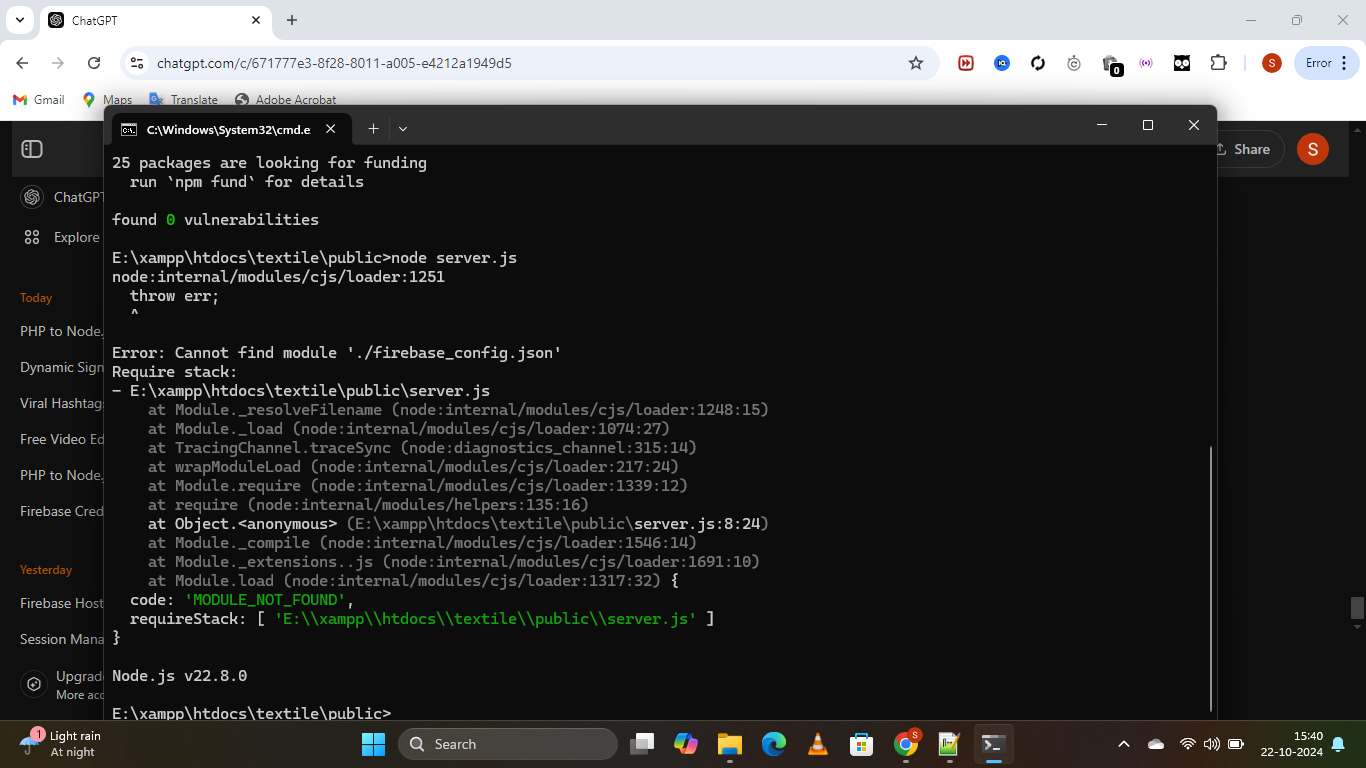 ChatGPT
chatgpt.com/c/671777e3-8f28-8011-a005-e4212a1949d5
0
S
Error
Gmail
Maps
Translate
Adobe Acrobat
C:\Windows\System32\cmd.e
Share
S
ChatGPT
Explore
Today
PHP to Node.
Dynamic Sign
Viral Hashtag
Free Video Ed
PHP to Node.
Firebase Cred
Yesterday
Firebase Host
Session Mana
Upgrad
More acc
25 packages are looking for funding
run `npm fund` for details
found 0 vulnerabilities
E:\xampp\htdocs\textile\public>node server.js
node:internal/modules/cjs/loader:1251
throw err;
^
Error: Cannot find module './firebase_config.json'
Require stack:
- E:\xampp\htdocs\textile\public\server.js
at Module._resolveFilename (node:internal/modules/cjs/loader:1248:15)
at Module._load (node:internal/modules/cjs/loader:1074:27)
at TracingChannel.traceSync (node:diagnostics_channel:315:14)
at wrapModuleLoad (node:internal/modules/cjs/loader:217:24)
at Module.require (node:internal/modules/cjs/loader:1339:12)
at require (node:internal/modules/helpers:135:16)
at Object.<anonymous> (E:\xampp\htdocs\textile\public\server.js:8:24)
at Module._compile (node:internal/modules/cjs/loader:1546:14)
at Module._extensions..js (node:internal/modules/cjs/loader:1691:10)
at Module.load (node:internal/modules/cjs/loader:1317:32) {
code: 'MODULE_NOT_FOUND',
requireStack: [ 'E:\\xampp\\htdocs\\textile\\public\\server.js' ]
}
Node.js v22.8.0
E:\xampp\htdocs\textile\public>
1
Light rain
At night
Search
S
15:40
22-10-2024